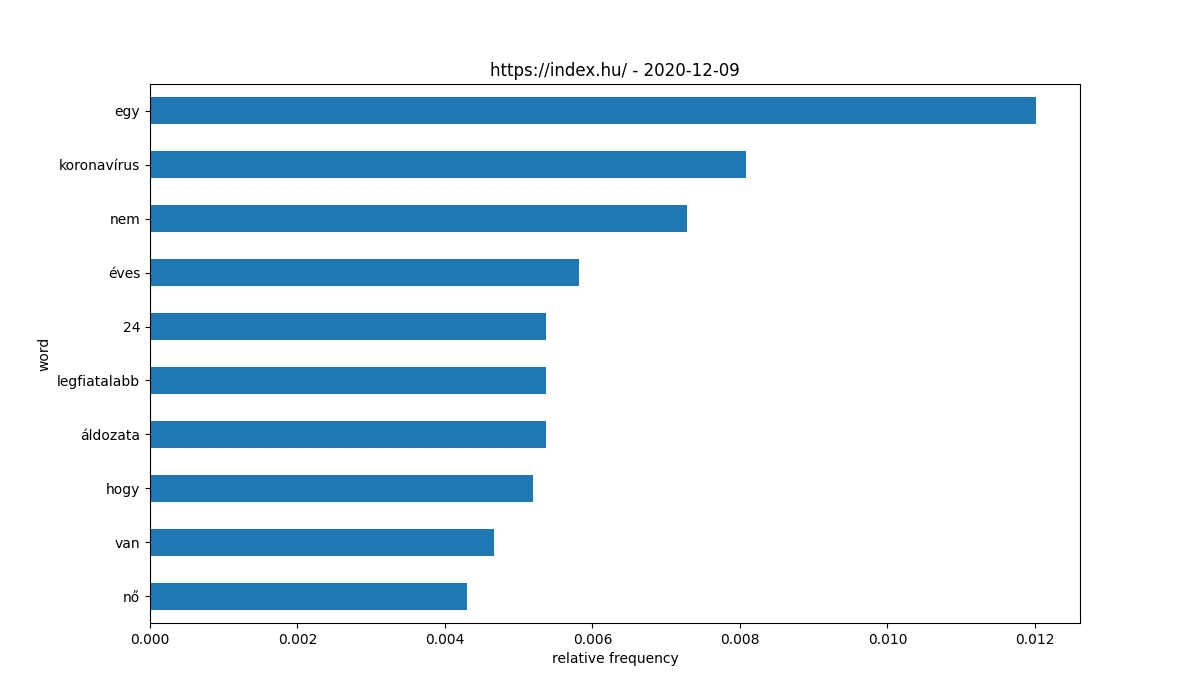 https://index.hu/ - 2020-12-09
egy
koronavírus
nem
éves
24
legfiatalabb
áldozata
hogy
van
nő
word
0.000 0.002 0.004 0.006 0.008 0.010 0.012
relative frequency